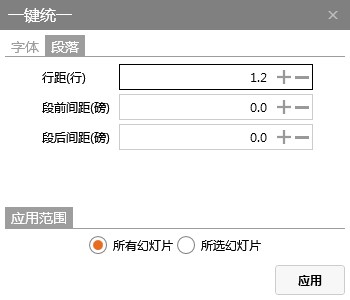 一键统一
字体 段落
行距(行) 1.2
段前间距(磅) 0.0
段后间距(磅) 0.0
应用范围
所有幻灯片 所选幻灯片
应用